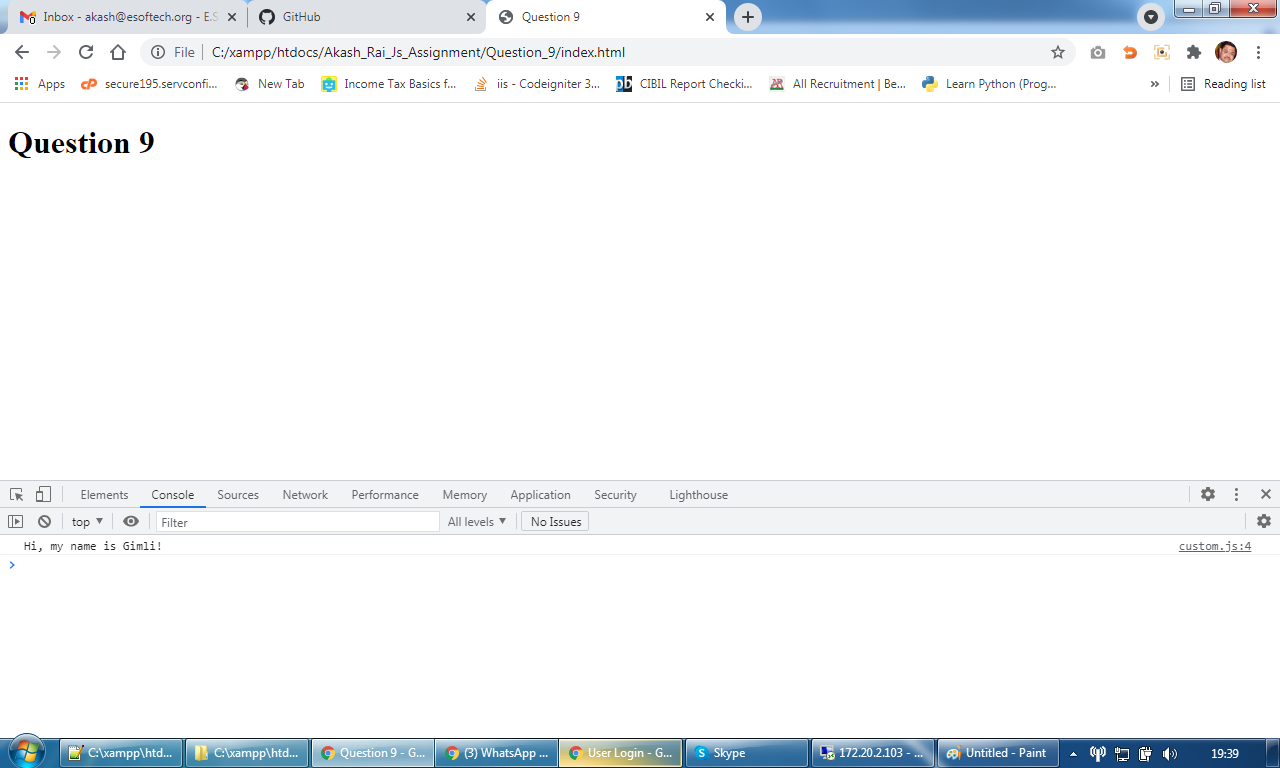 Inbox - akash@esoftech.org - E.S
GitHub
Question 9
File
C:/xampp/htdocs/Akash_Rai_Js_Assignment/Question_9/index.html
Apps
secure195.servconfi...
New Tab
Income Tax Basics f...
iis - Codeigniter 3...
CIBIL Report Checki...
All Recruitment | Be...
Learn Python (Prog...
»
Reading list
Question 9
Elements
Console
Sources
Network
Performance
Memory
Application
Security
Lighthouse
top
Filter
All levels
No Issues
Hi, my name is Gimli!
custom.js:4
C:\xampp\htd...
C:\xampp\htd...
Question 9 - G...
(3) WhatsApp ...
User Login - G...
Skype
172.20.2.103 - ...
Untitled - Paint
19:39